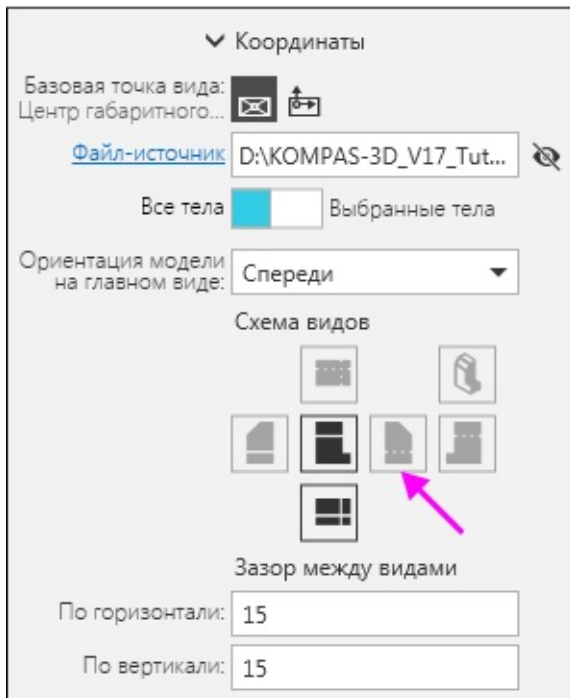 Координаты
Базовая точка вида:
Центр габаритного...
Файл-источник D:\KOMPAS-3D_V17_Tut...
Все тела Выбранные тела
Ориентация модели
на главном виде: Спереди
Схема видов
Зазор между видами
По горизонтали: 15
По вертикали: 15